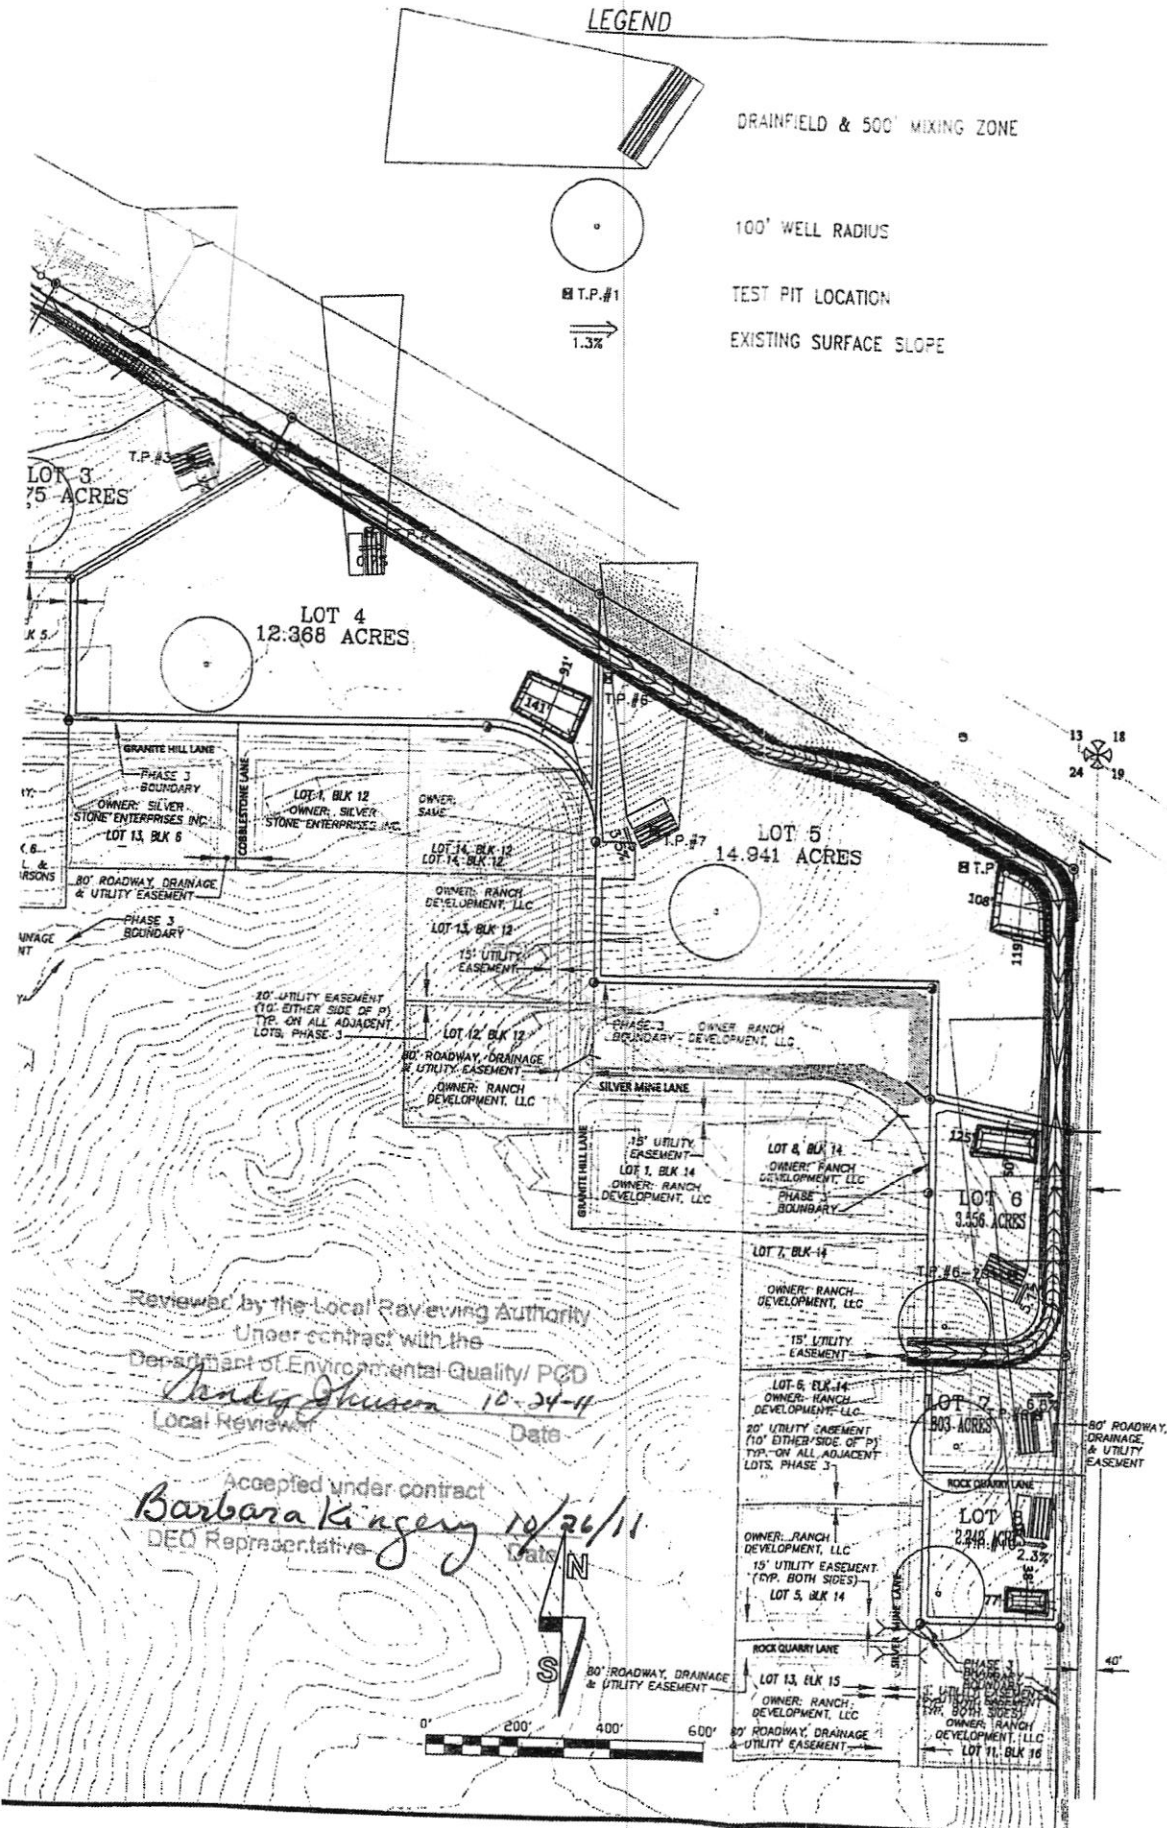 LEGEND
DRAINFIELD & 500' MIXING ZONE
100' WELL RADIUS
T.P.#1
TEST PIT LOCATION
1.3%
EXISTING SURFACE SLOPE
T.P.#3
LOT 3
75 ACRES
LOT 4
12.368 ACRES
K 5
91'
141'
T.P.#6
13 18
24 19
GRANITE HILL LANE
PHASE 3
BOUNDARY
OWNER: SILVER
STONE ENTERPRISES INC.
LOT 13, BLK 6
COBBLESTONE LANE
LOT 1, BLK 12
OWNER: SILVER
STONE ENTERPRISES INC.
OWNER:
SAME
LOT 14, BLK 12
LOT 14, BLK 12
T.P.#7
LOT 5
14.941 ACRES
T.P.
108'
119'
L. &
ARSONS
80' ROADWAY, DRAINAGE
& UTILITY EASEMENT
PHASE 3
BOUNDARY
INAGE
NT
OWNER: RANCH
DEVELOPMENT, LLC
LOT 13, BLK 12
15' UTILITY
EASEMENT
20' UTILITY EASEMENT
(10' EITHER SIDE OF P)
TYP. ON ALL ADJACENT
LOTS, PHASE 3
LOT 12, BLK 12
80' ROADWAY, DRAINAGE
& UTILITY EASEMENT
OWNER: RANCH
DEVELOPMENT, LLC
PHASE 3
BOUNDARY
OWNER: RANCH
DEVELOPMENT, LLC
SILVER MINE LANE
GRANITE HILL LANE
15' UTILITY
EASEMENT
LOT 1, BLK 14
OWNER: RANCH
DEVELOPMENT, LLC
LOT 8, BLK 14
OWNER: RANCH
DEVELOPMENT, LLC
PHASE 3
BOUNDARY
125'
LOT 6
3.556 ACRES
LOT 7, BLK 14
OWNER: RANCH
DEVELOPMENT, LLC
15' UTILITY
EASEMENT
LOT 6, BLK 14
OWNER: RANCH
DEVELOPMENT, LLC
20' UTILITY EASEMENT
(10' EITHER SIDE OF P)
TYP. ON ALL ADJACENT
LOTS, PHASE 3
LOT 7
803 ACRES
80' ROADWAY,
DRAINAGE,
& UTILITY
EASEMENT
ROCK QUARRY LANE
LOT 8
2.3%
38'
77'
OWNER: RANCH
DEVELOPMENT, LLC
15' UTILITY EASEMENT
(TYP. BOTH SIDES)
LOT 5, BLK 14
SILVER MINE LANE
ROCK QUARRY LANE
40'
LOT 13, BLK 15
OWNER: RANCH
DEVELOPMENT, LLC
80' ROADWAY, DRAINAGE
& UTILITY EASEMENT
80' ROADWAY, DRAINAGE
& UTILITY EASEMENT
PHASE 3
BOUNDARY
OWNER: RANCH
DEVELOPMENT, LLC
LOT 11, BLK 16
Reviewed by the Local Reviewing Authority
Under contract with the
Department of Environmental Quality/ PCD
10-24-11
Local Reviewer
Date
Accepted under contract
Barbara Kingery 10/26/11
DEQ Representative
Date
N
S
0' 200' 400' 600'